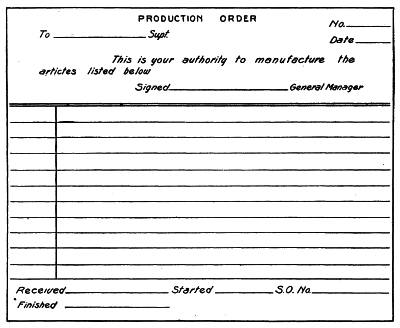 PRODUCTION ORDER
No.
To Supt.
Date
This is your authority to manufacture the
articles listed below
Signed General Manager
Received Started S.O. No.
Finished